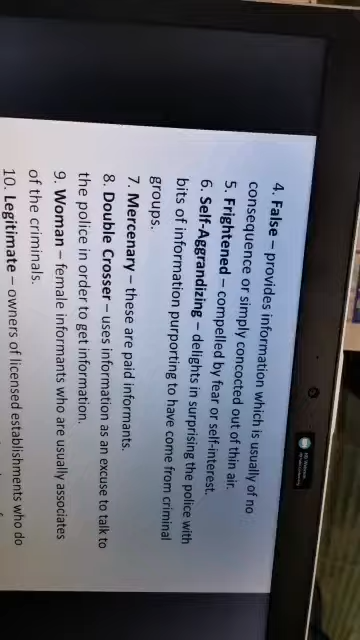 4. False – provides information which is usually of no
consequence or simply concocted out of thin air.
5. Frightened – compelled by fear or self-interest.
6. Self-Aggrandizing – delights in surprising the police with
bits of information purporting to have come from criminal
groups.
7. Mercenary – these are paid informants.
8. Double Crosser – uses information as an excuse to talk to
the police in order to get information.
9. Woman – female informants who are usually associates
of the criminals.
10. Legitimate – owners of licensed establishments who do